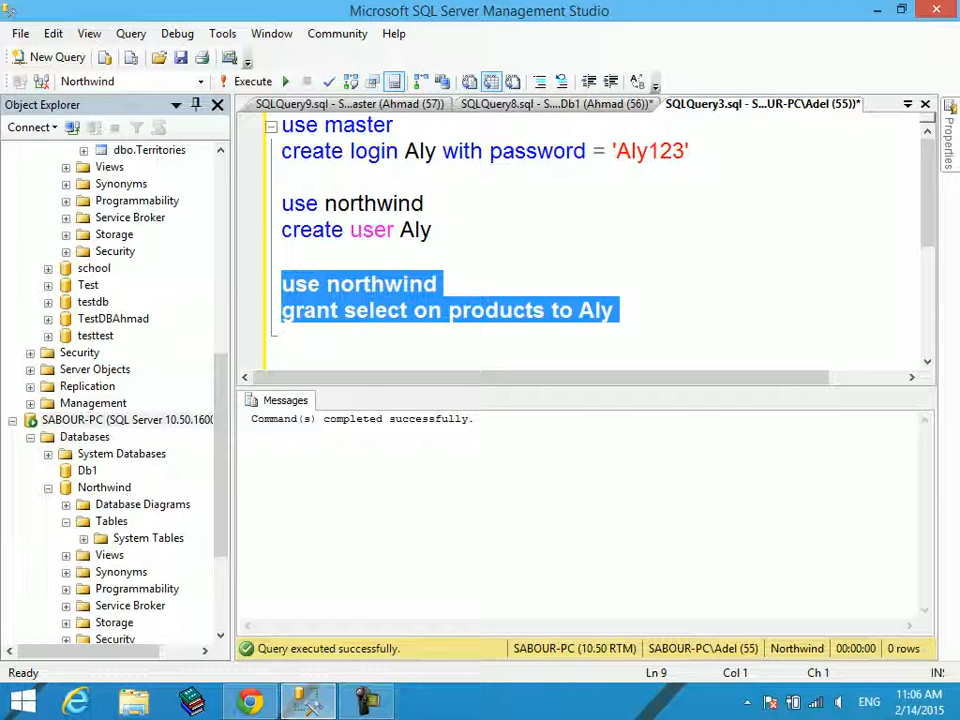 Microsoft SQL Server Management Studio
File Edit View Query Debug Tools Window Community Help
New Query
Northwind Execute
Object Explorer
SQLQuery9.sql - S...aster (Ahmad (57)) SQLQuery8.sql - S....Db1 (Ahmad (56))* SQLQuery3.sql - S...UR-PC\Adel (55))*
Connect
Properties
dbo.Territories
Views
Synonyms
Programmability
Service Broker
Storage
Security
school
Test
testdb
TestDBAhmad
testtest
Security
Server Objects
Replication
Management
SABOUR-PC (SQL Server 10.50.1600
Databases
System Databases
Db1
Northwind
Database Diagrams
Tables
System Tables
Views
Synonyms
Programmability
Service Broker
Storage
Security
use master
create login Aly with password = 'Aly123'
use northwind
create user Aly
use northwind
grant select on products to Aly
Messages
Command(s) completed successfully.
Query executed successfully. SABOUR-PC (10.50 RTM) SABOUR-PC\Adel (55) Northwind 00:00:00 0 rows
Ready Ln 9 Col 1 Ch 1 INS
ENG
11:06 AM
2/14/2015